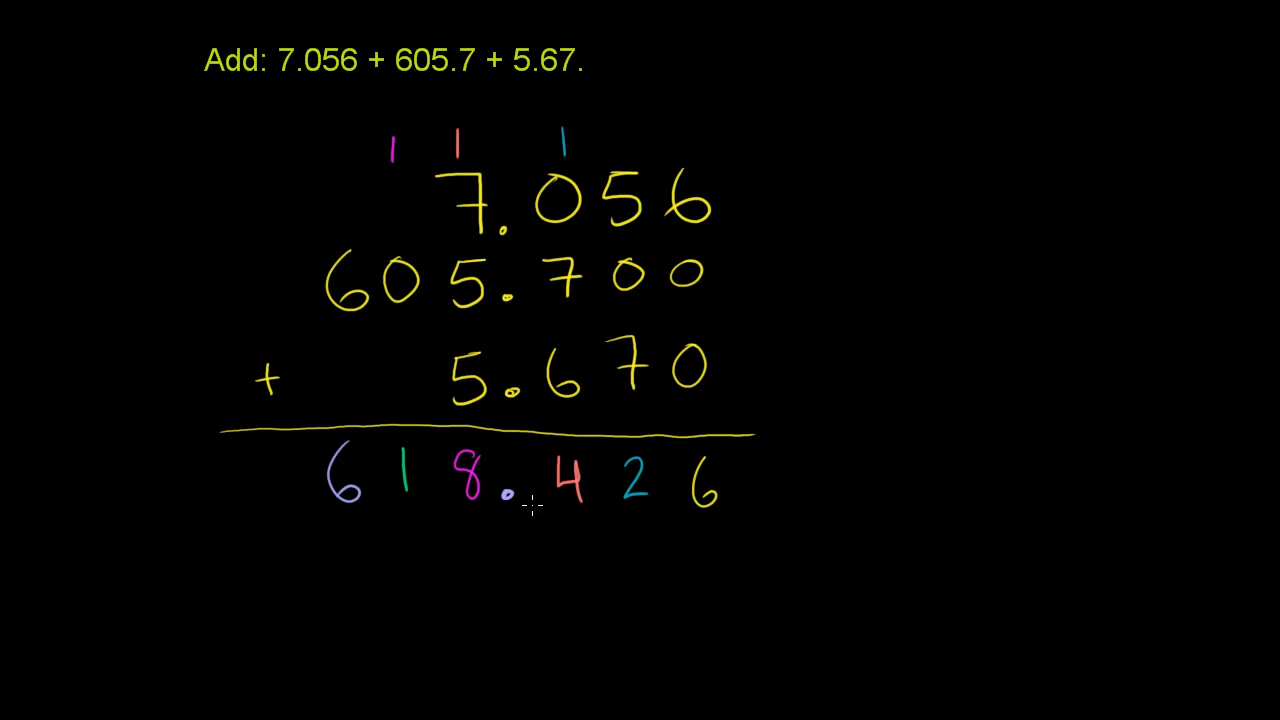 Add: 7.056 + 605.7 + 5.67.
1 1 1
7.056
605.700
+ 5.670
618.426